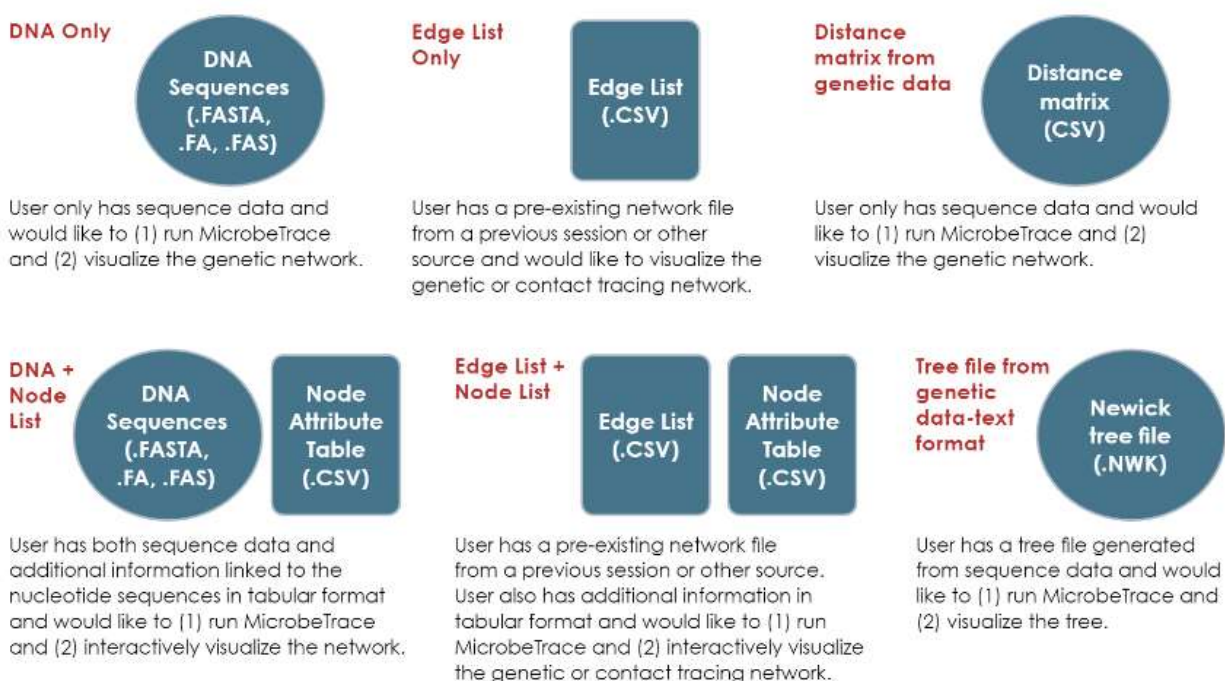 DNA Only
DNA
Sequences
(.FASTA,
.FA, .FAS)
User only has sequence data and
would like to (1) run MicrobeTrace
and (2) visualize the genetic network.
Edge List
Only
Edge List
(.CSV)
User has a pre-existing network file
from a previous session or other
source and would like to visualize the
genetic or contact tracing network.
Distance
matrix from
genetic data
Distance
matrix
(CSV)
User only has sequence data and would
like to (1) run MicrobeTrace and (2)
visualize the genetic network.
DNA +
Node
List
DNA
Sequences
(.FASTA,
.FA, .FAS)
Node
Attribute
Table
(.CSV)
User has both sequence data and
additional information linked to the
nucleotide sequences in tabular format
and would like to (1) run MicrobeTrace
and (2) interactively visualize the network.
Edge List +
Node List
Edge List
(.CSV)
Node
Attribute
Table
(.CSV)
User has a pre-existing network file
from a previous session or other source.
User also has additional information in
tabular format and would like to (1) run
MicrobeTrace and (2) interactively visualize
the genetic or contact tracing network.
Tree file from
genetic
data-text
format
Newick
tree file
(.NWK)
User has a tree file generated
from sequence data and would
like to (1) run MicrobeTrace and
(2) visualize the tree.